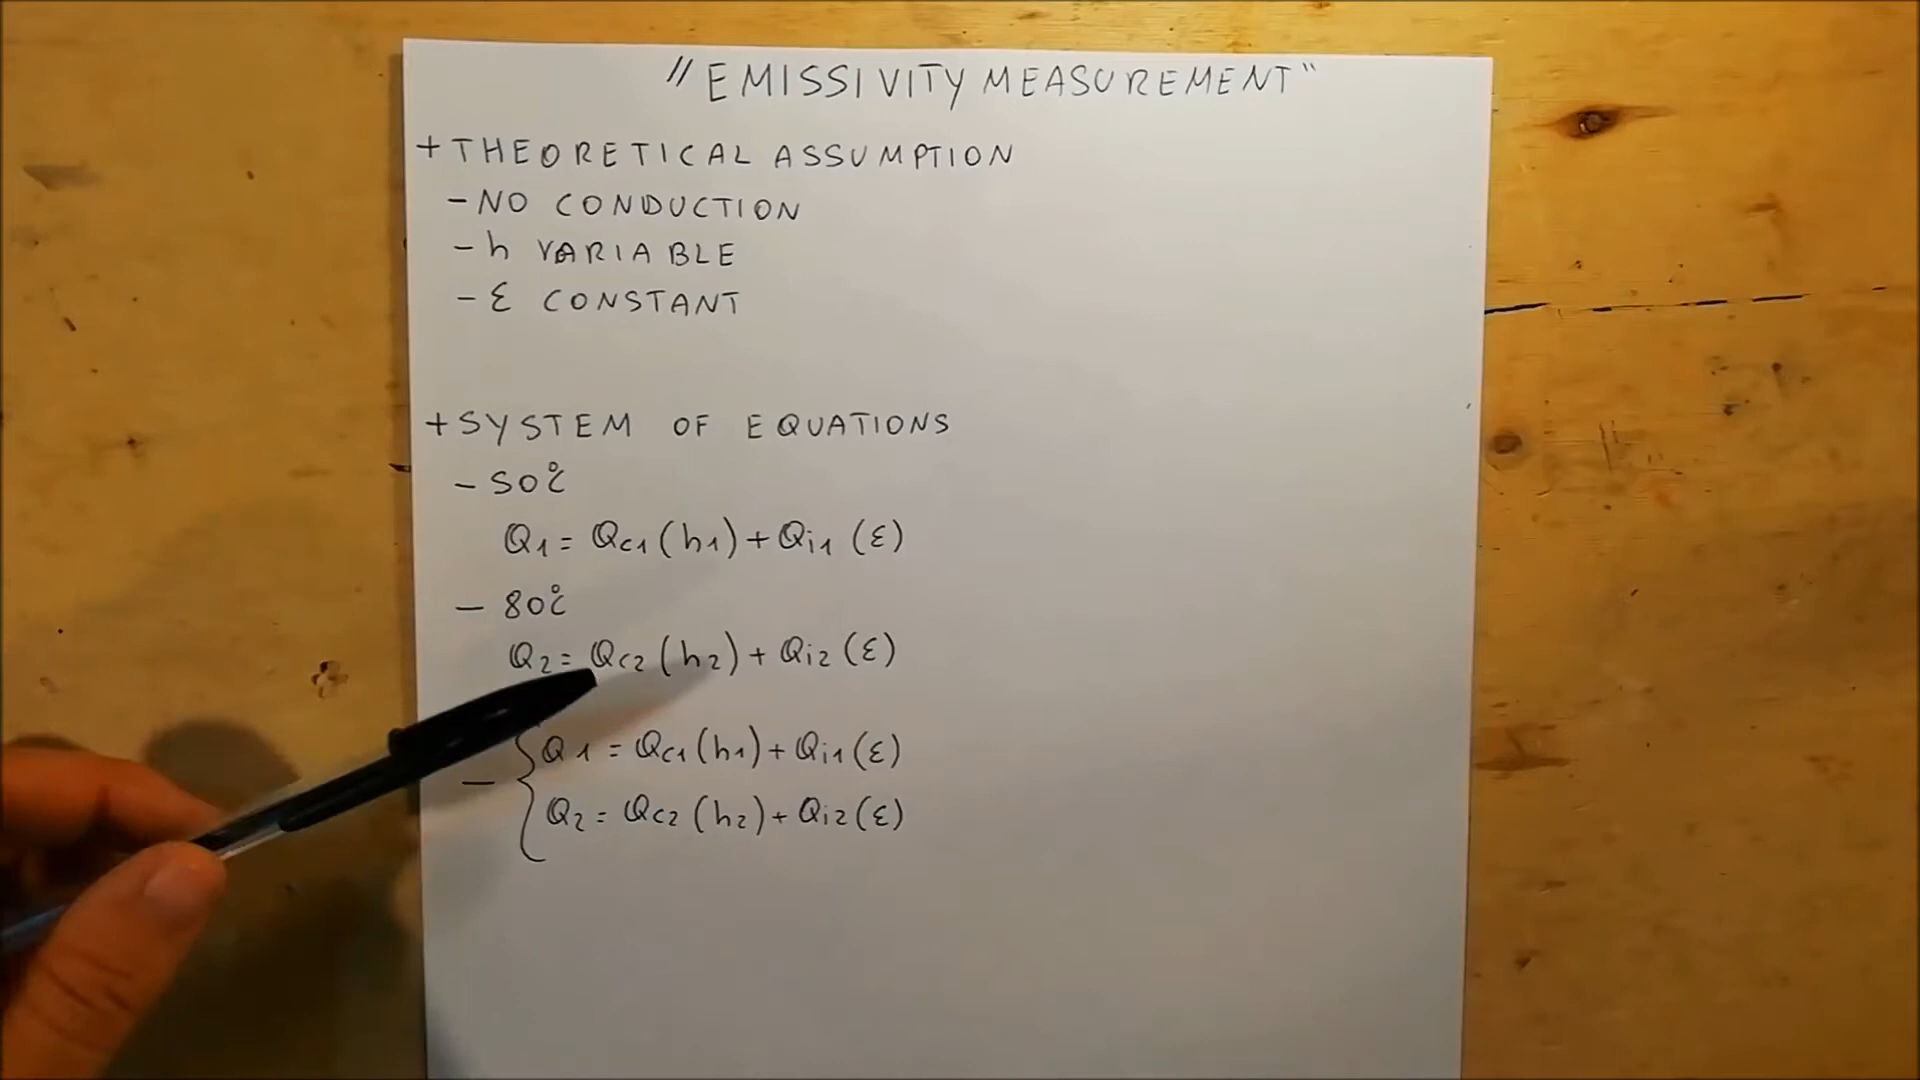 "EMISSIVITY MEASUREMENT"
+ THEORETICAL ASSUMPTION
- NO CONDUCTION
- h VARIABLE
- Ɛ CONSTANT
+ SYSTEM OF EQUATIONS
- 50°C
Q1 = Qc1 (h1) + Qi1 (Ɛ)
- 80°C
Q2 = Qc2 (h2) + Qi2 (Ɛ)
- { Q1 = Qc1 (h1) + Qi1 (Ɛ)
Q2 = Qc2 (h2) + Qi2 (Ɛ)